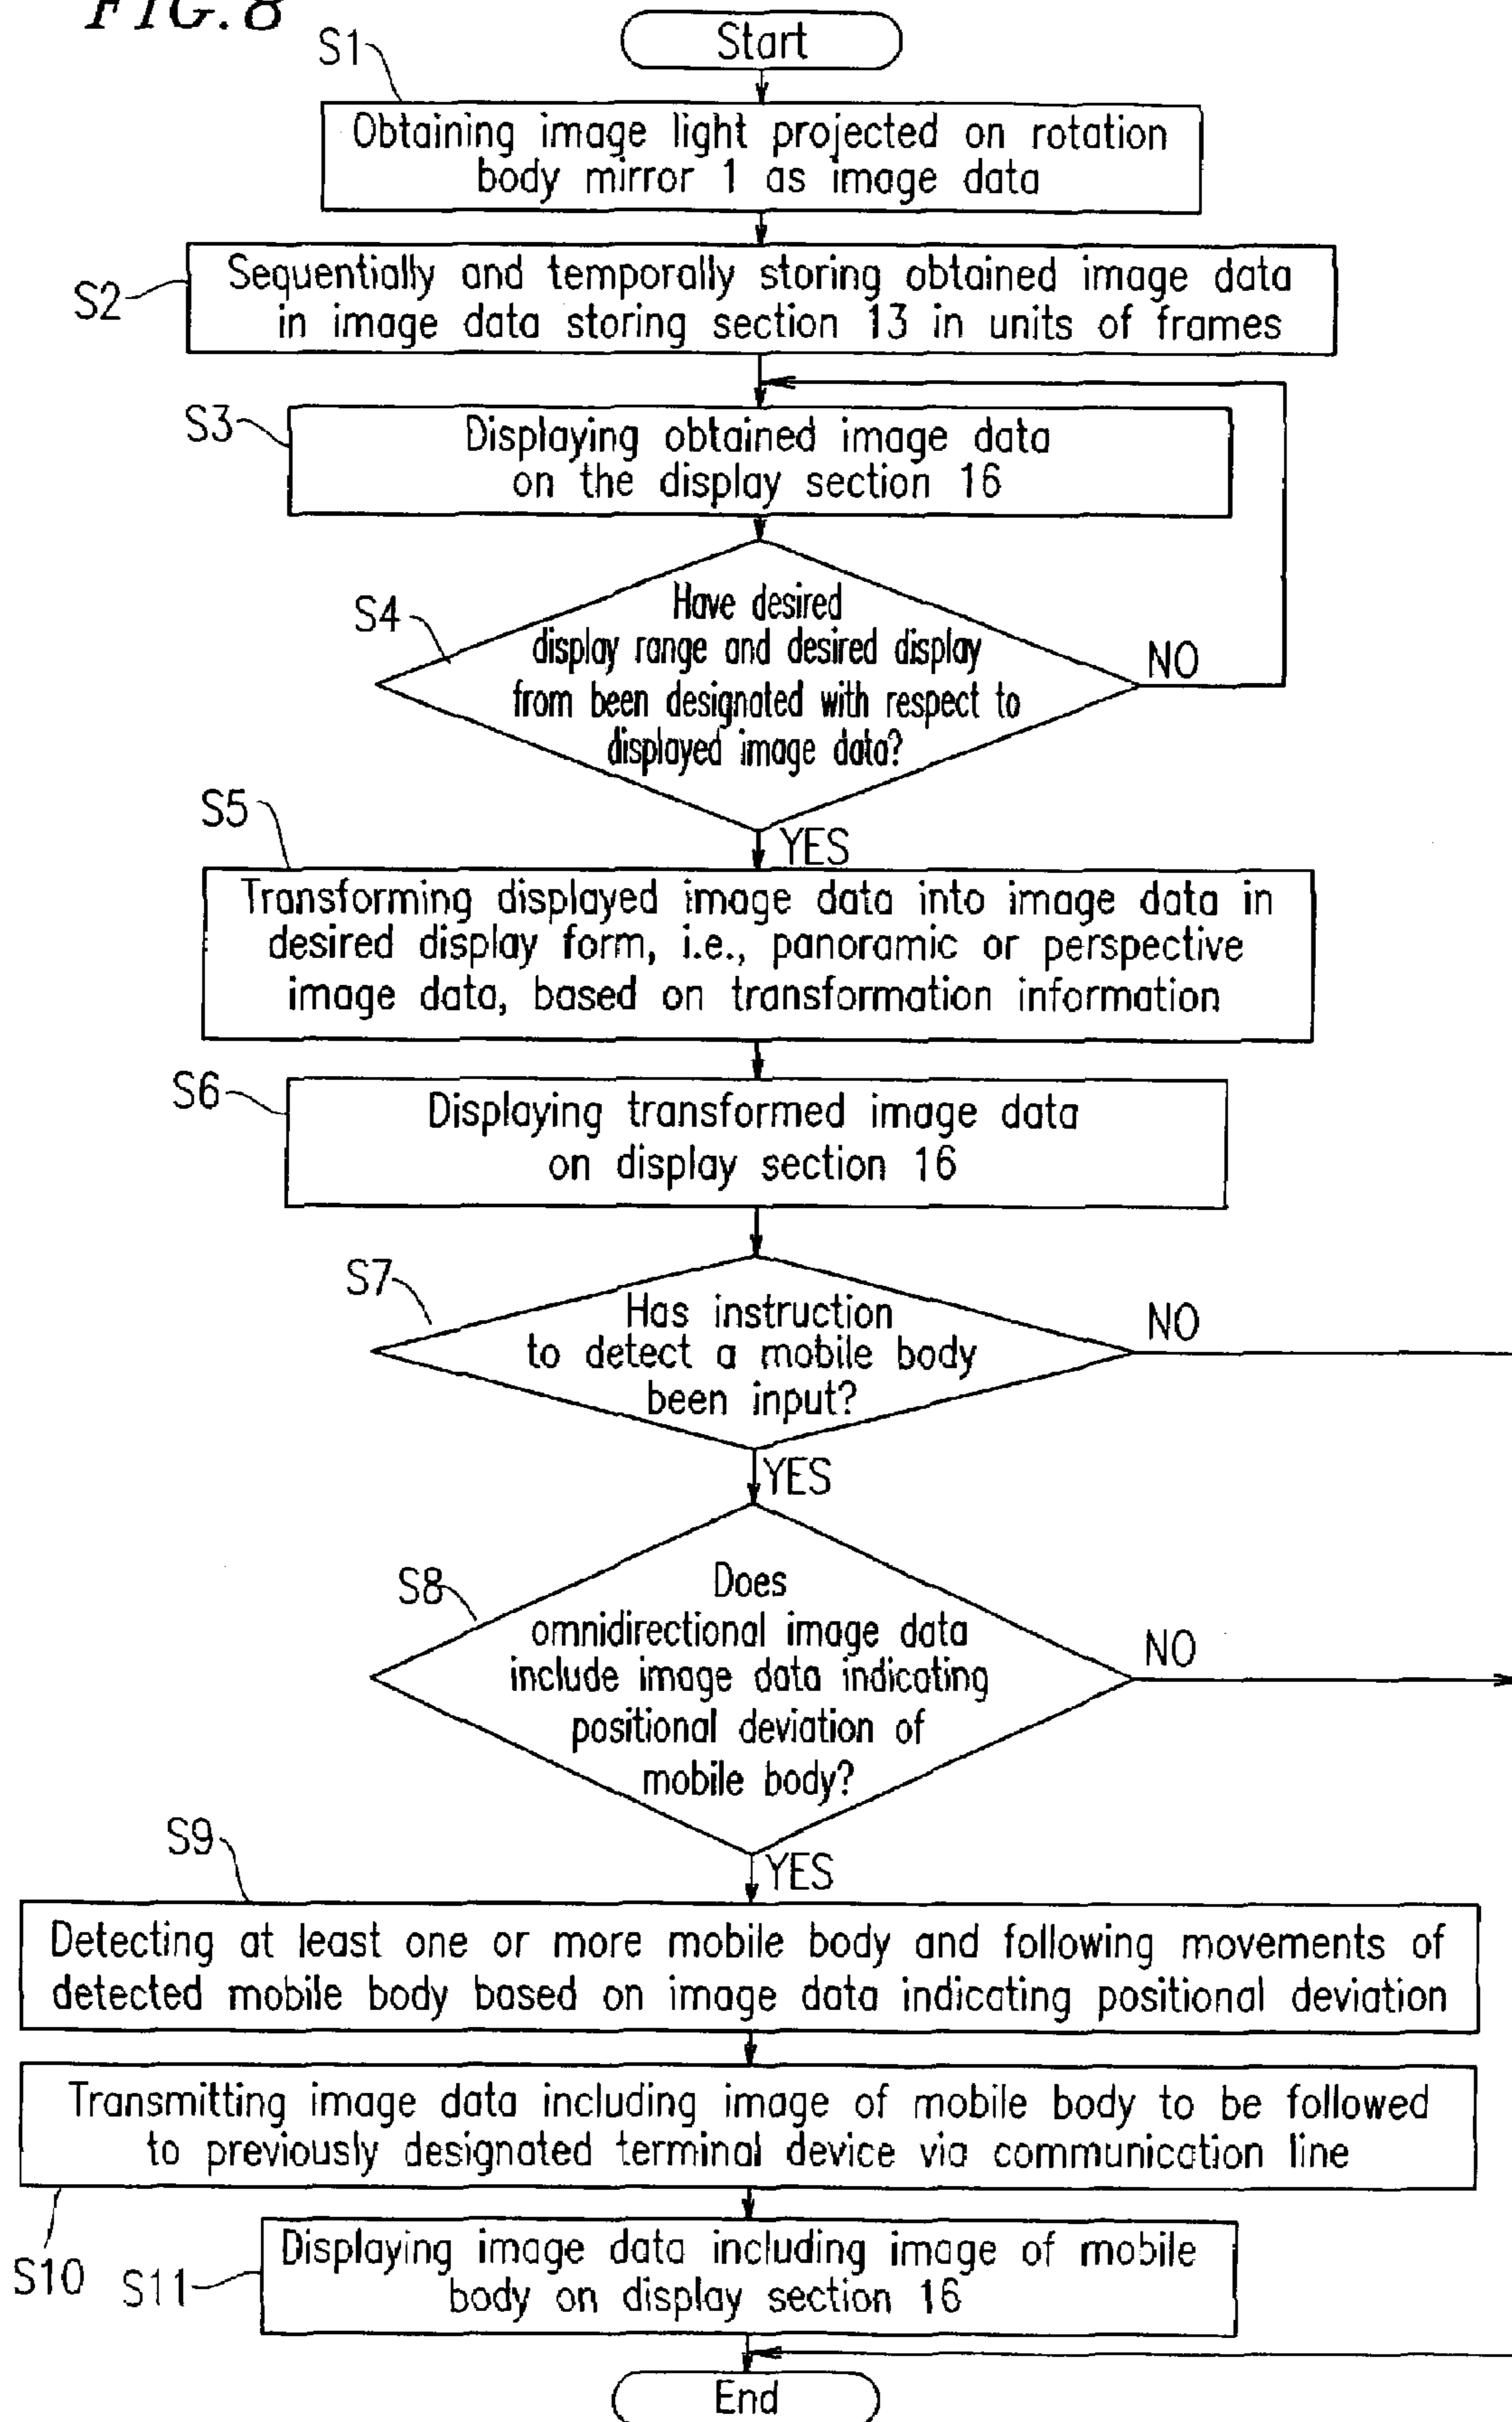 FIG. 8
Start
S1
Obtaining image light projected on rotation
body mirror 1 as image data
S2
Sequentially and temporally storing obtained image data
in image data storing section 13 in units of frames
S3
Displaying obtained image data
on the display section 16
S4
Have desired
display range and desired display
from been designated with respect to
displayed image data?
NO
YES
S5
Transforming displayed image data into image data in
desired display form, i.e., panoramic or perspective
image data, based on transformation information
S6
Displaying transformed image data
on display section 16
S7
Has instruction
to detect a mobile body
been input?
NO
YES
S8
Does
omnidirectional image data
include image data indicating
positional deviation of
mobile body?
NO
YES
S9
Detecting at least one or more mobile body and following movements of
detected mobile body based on image data indicating positional deviation
Transmitting image data including image of mobile body to be followed
to previously designated terminal device via communication line
S10
S11
Displaying image data including image of mobile
body on display section 16
End